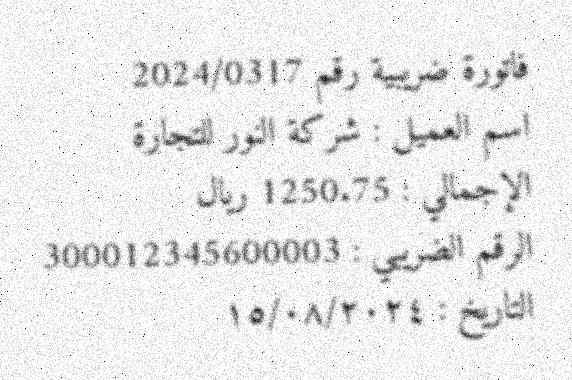 فاتورة ضريبية رقم 2024/0317
اسم العميل : شركة النور للتجارة
الإجمالي : 1250.75 ريال
الرقم الضريبي : 300012345600003
التاريخ : ١٥/٠٨/٢٠٢٤